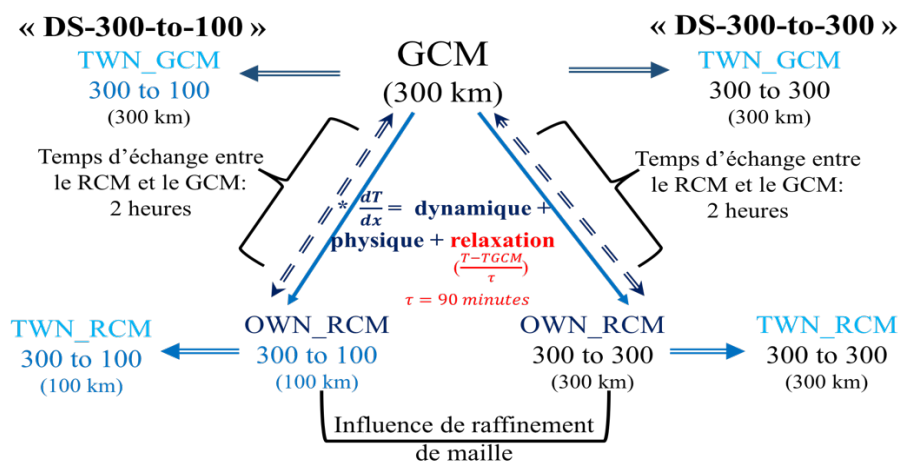 « DS-300-to-100 »
TWN_GCM
300 to 100
(300 km)
GCM
(300 km)
« DS-300-to-300 »
TWN_GCM
300 to 300
(300 km)
Temps d’échange entre
le RCM et le GCM:
2 heures
Temps d’échange entre
le RCM et le GCM:
2 heures
* dT/dx = dynamique +
physique + relaxation
(T−TGCM/τ)
τ = 90 minutes
TWN_RCM
300 to 100
(100 km)
OWN_RCM
300 to 100
(100 km)
OWN_RCM
300 to 300
(300 km)
TWN_RCM
300 to 300
(300 km)
Influence de raffinement
de maille